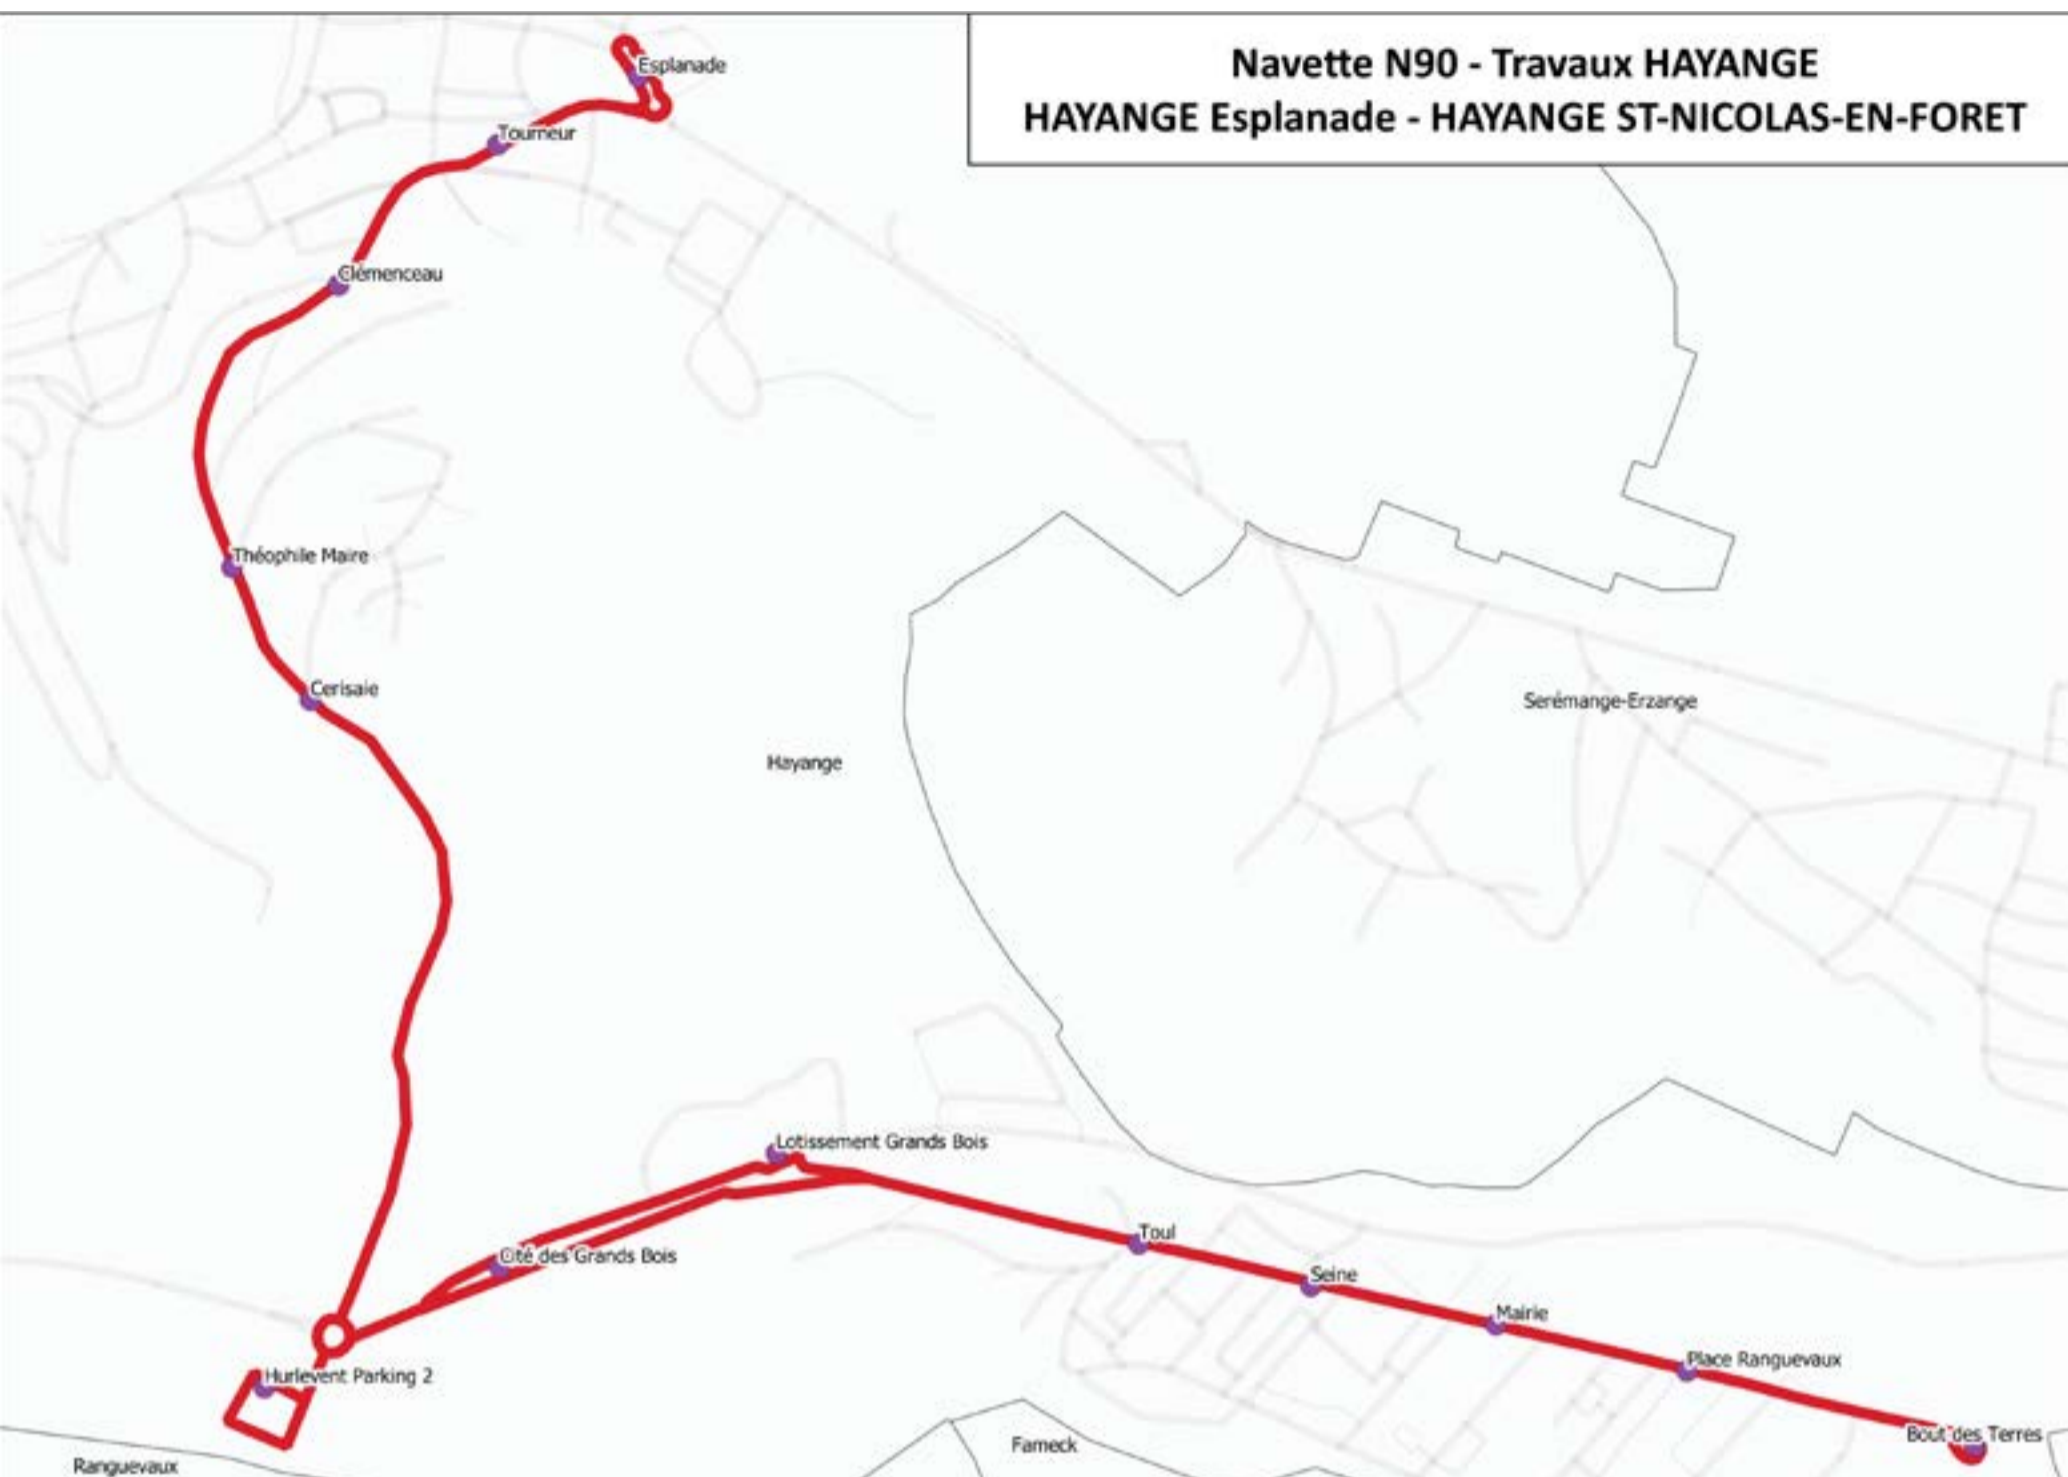 Navette N90 - Travaux HAYANGE
HAYANGE Esplanade - HAYANGE ST-NICOLAS-EN-FORET
Esplanade
Tourneur
Clémenceau
Théophile Maire
Cerisaie
Serémange-Erzange
Hayange
Lotissement Grands Bois
Toul
Cité des Grands Bois
Seine
Mairie
Place Ranguevaux
Hurlevent Parking 2
Bout des Terres
Fameck
Ranguevaux